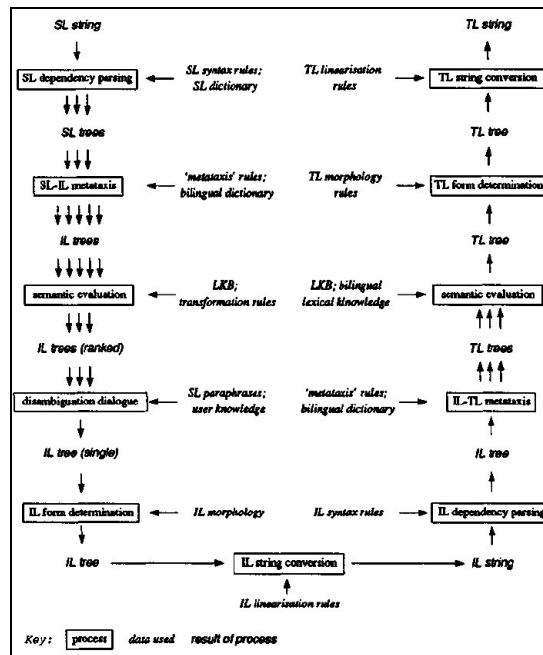 SL string
TL string
SL dependency parsing
SL syntax rules;
SL dictionary
TL linearisation
rules
TL string conversion
SL trees
TL tree
SL-IL metataxis
'metataxis' rules;
bilingual dictionary
TL morphology
rules
TL form determination
IL trees
TL tree
semantic evaluation
LKB;
transformation rules
LKB; bilingual
lexical knowledge
semantic evaluation
IL trees (ranked)
TL trees
disambiguation dialogue
SL paraphrases;
user knowledge
'metataxis' rules;
bilingual dictionary
IL-TL metataxis
IL tree (single)
IL tree
IL form determination
IL morphology
IL syntax rules
IL dependency parsing
IL tree
IL string conversion
IL string
IL linearisation rules
Key: process data used result of process